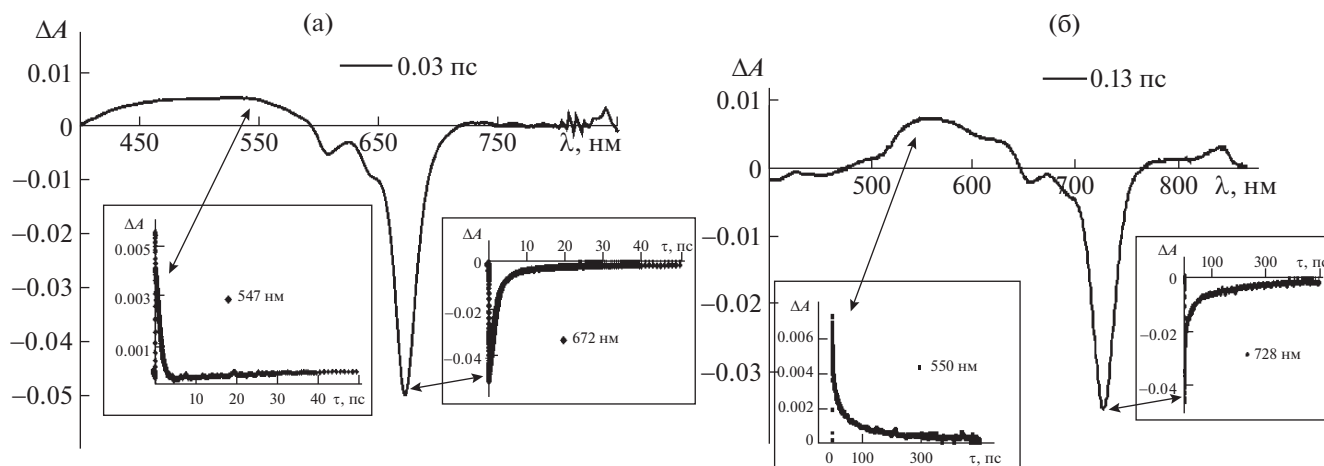 (а)
ΔA
0.03 пс
0.01
0
450 550 650 750 λ, нм
−0.01
−0.02
−0.03
−0.04
−0.05
ΔA
0.005
0.003
0.001
547 нм
10 20 30 40 τ, пс
ΔA
10 20 30 40 τ, пс
0
−0.02
−0.04
672 нм
(б)
ΔA
0.13 пс
0.01
0
500 600 700 800 λ, нм
−0.01
−0.02
−0.03
ΔA
0.006
0.004
0.002
0
550 нм
0 100 300 τ, пс
ΔA
100 300 τ, пс
0
−0.02
−0.04
728 нм